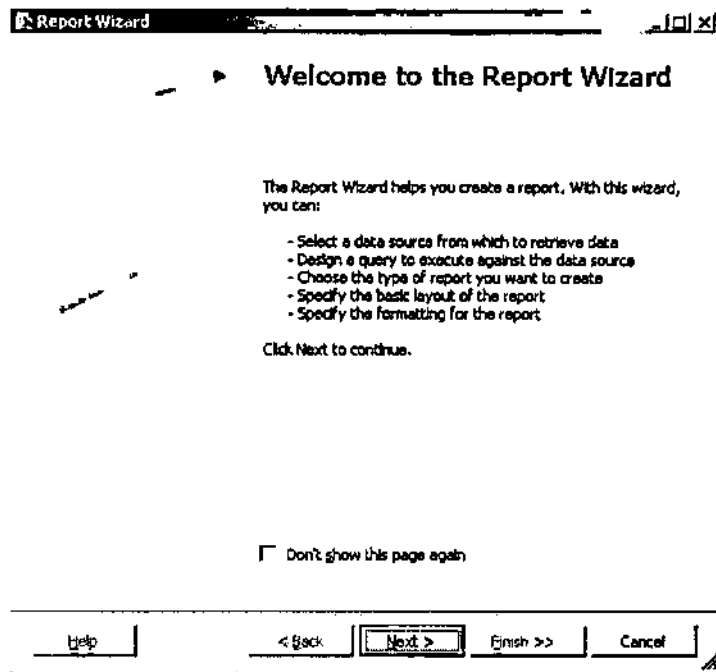 Report Wizard
Welcome to the Report Wizard
The Report Wizard helps you create a report. With this wizard,
you can:
- Select a data source from which to retrieve data
- Design a query to execute against the data source
- Choose the type of report you want to create
- Specify the basic layout of the report
- Specify the formatting for the report
Click Next to continue.
Don't show this page again
Help < Back Next > Finish >> Cancel